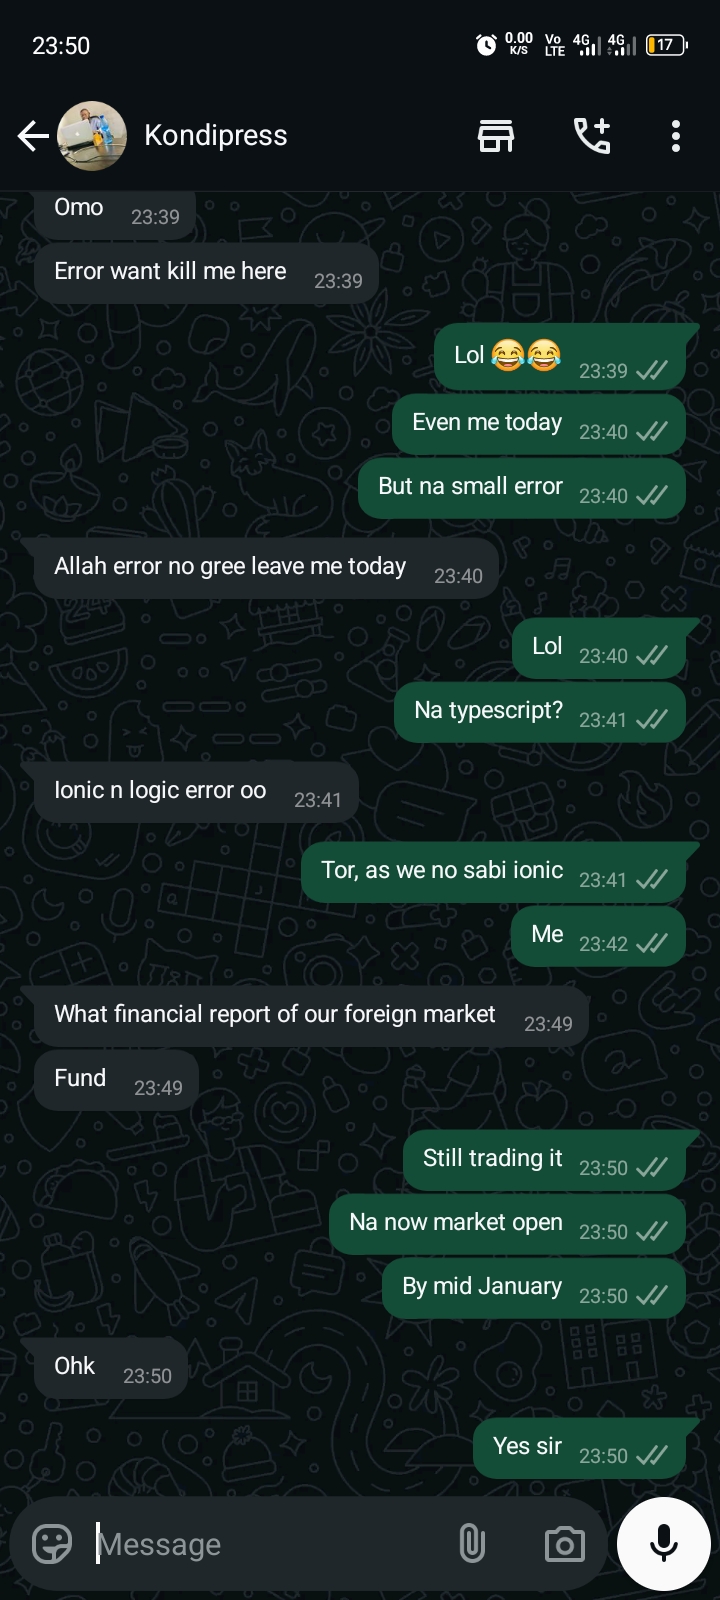 23:50
0.00 K/S
Vo LTE
4G
4G
17
Kondipress
Omo 23:39
Error want kill me here 23:39
Lol 😂😂 23:39
Even me today 23:40
But na small error 23:40
Allah error no gree leave me today 23:40
Lol 23:40
Na typescript? 23:41
Ionic n logic error oo 23:41
Tor, as we no sabi ionic 23:41
Me 23:42
What financial report of our foreign market 23:49
Fund 23:49
Still trading it 23:50
Na now market open 23:50
By mid January 23:50
Ohk 23:50
Yes sir 23:50
Message